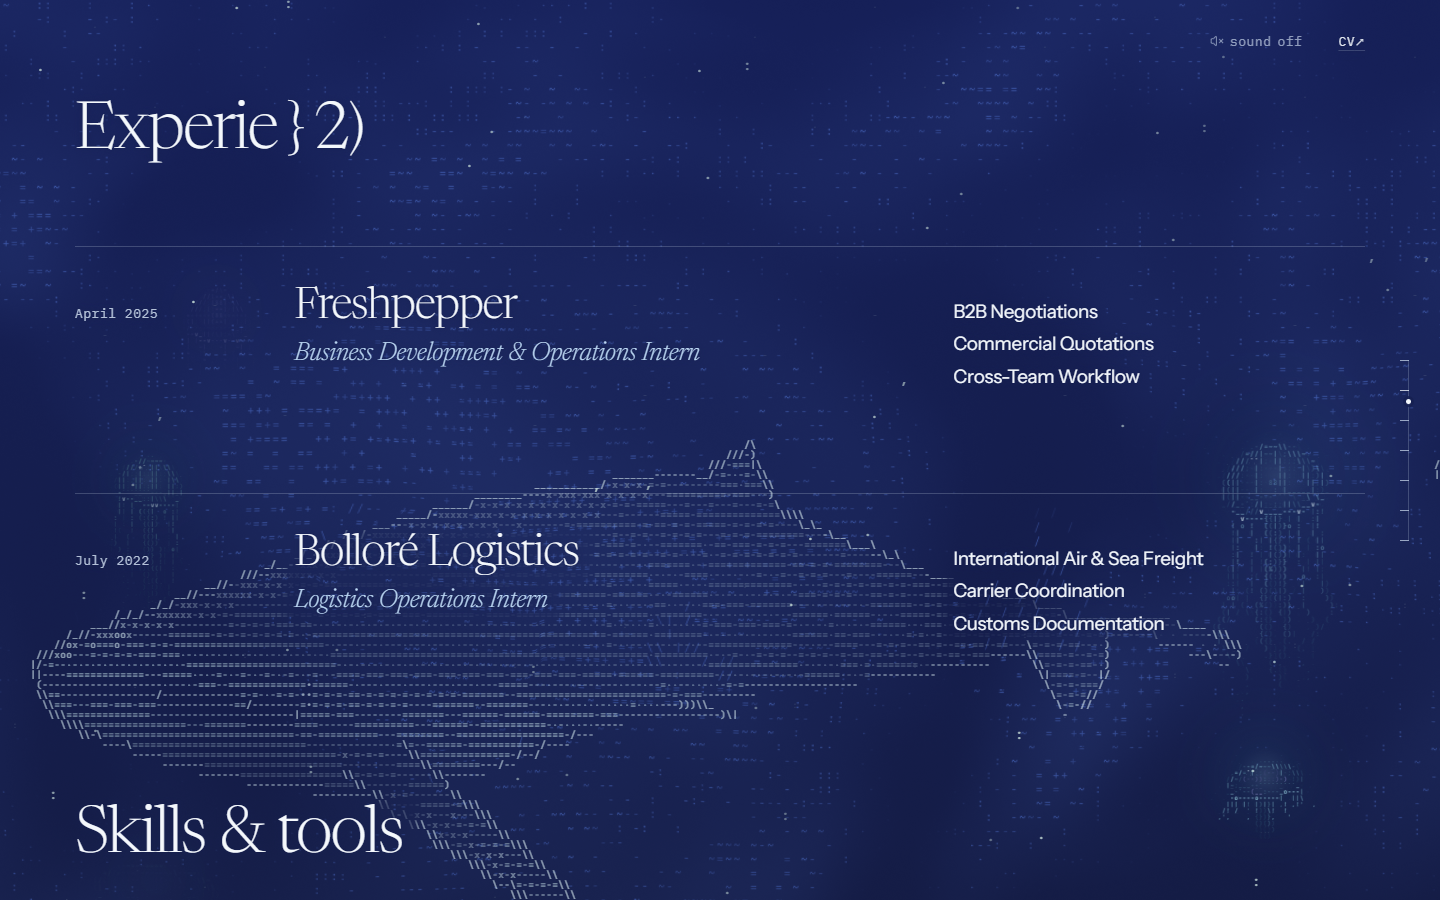 sound off
CV↗
Experie } 2)
April 2025
Freshpepper
Business Development & Operations Intern
B2B Negotiations
Commercial Quotations
Cross-Team Workflow
July 2022
Bolloré Logistics
Logistics Operations Intern
International Air & Sea Freight
Carrier Coordination
Customs Documentation
Skills & tools